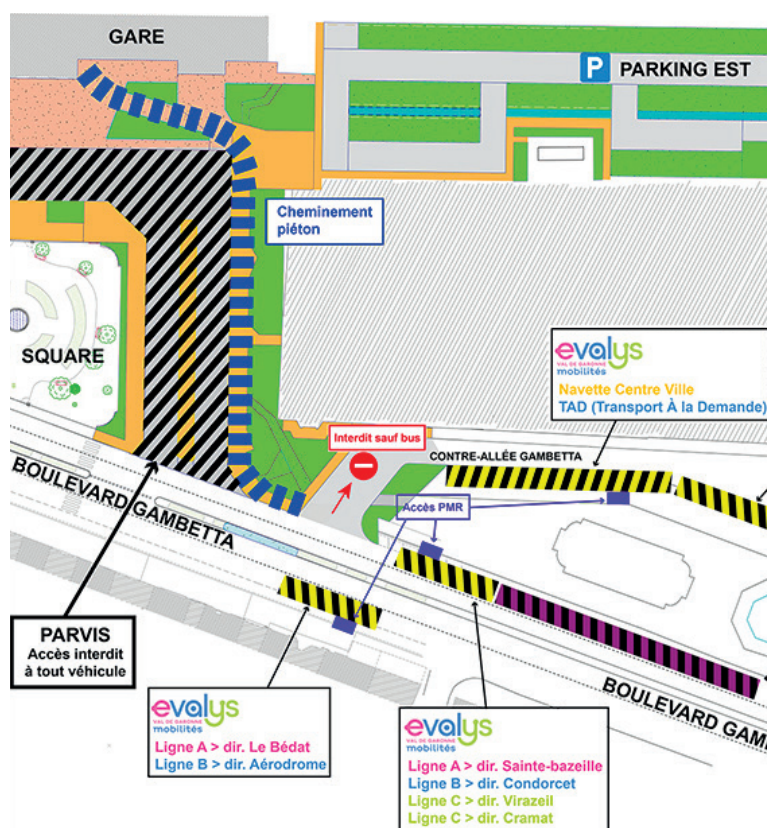 GARE
P PARKING EST
Cheminement
piéton
SQUARE
evalys
VAL DE GARONNE
mobilités
Navette Centre Ville
TAD (Transport À la Demande)
Interdit sauf bus
CONTRE-ALLÉE GAMBETTA
BOULEVARD GAMBETTA
Accès PMR
PARVIS
Accès interdit
à tout véhicule
evalys
VAL DE GARONNE
mobilités
Ligne A > dir. Le Bédat
Ligne B > dir. Aérodrome
BOULEVARD GAMB
evalys
VAL DE GARONNE
mobilités
Ligne A > dir. Sainte-bazeille
Ligne B > dir. Condorcet
Ligne C > dir. Virazeil
Ligne C > dir. Cramat